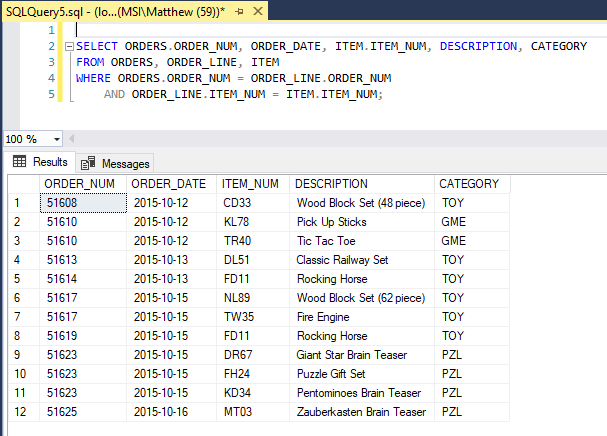 SQLQuery5.sql - (lo...(MSI\Matthew (59))*
1
2 SELECT ORDERS.ORDER_NUM, ORDER_DATE, ITEM.ITEM_NUM, DESCRIPTION, CATEGORY
3 FROM ORDERS, ORDER_LINE, ITEM
4 WHERE ORDERS.ORDER_NUM = ORDER_LINE.ORDER_NUM
5 AND ORDER_LINE.ITEM_NUM = ITEM.ITEM_NUM;
100 %
Results Messages
ORDER_NUM ORDER_DATE ITEM_NUM DESCRIPTION CATEGORY
1 51608 2015-10-12 CD33 Wood Block Set (48 piece) TOY
2 51610 2015-10-12 KL78 Pick Up Sticks GME
3 51610 2015-10-12 TR40 Tic Tac Toe GME
4 51613 2015-10-13 DL51 Classic Railway Set TOY
5 51614 2015-10-13 FD11 Rocking Horse TOY
6 51617 2015-10-15 NL89 Wood Block Set (62 piece) TOY
7 51617 2015-10-15 TW35 Fire Engine TOY
8 51619 2015-10-15 FD11 Rocking Horse TOY
9 51623 2015-10-15 DR67 Giant Star Brain Teaser PZL
10 51623 2015-10-15 FH24 Puzzle Gift Set PZL
11 51623 2015-10-15 KD34 Pentominoes Brain Teaser PZL
12 51625 2015-10-16 MT03 Zauberkasten Brain Teaser PZL